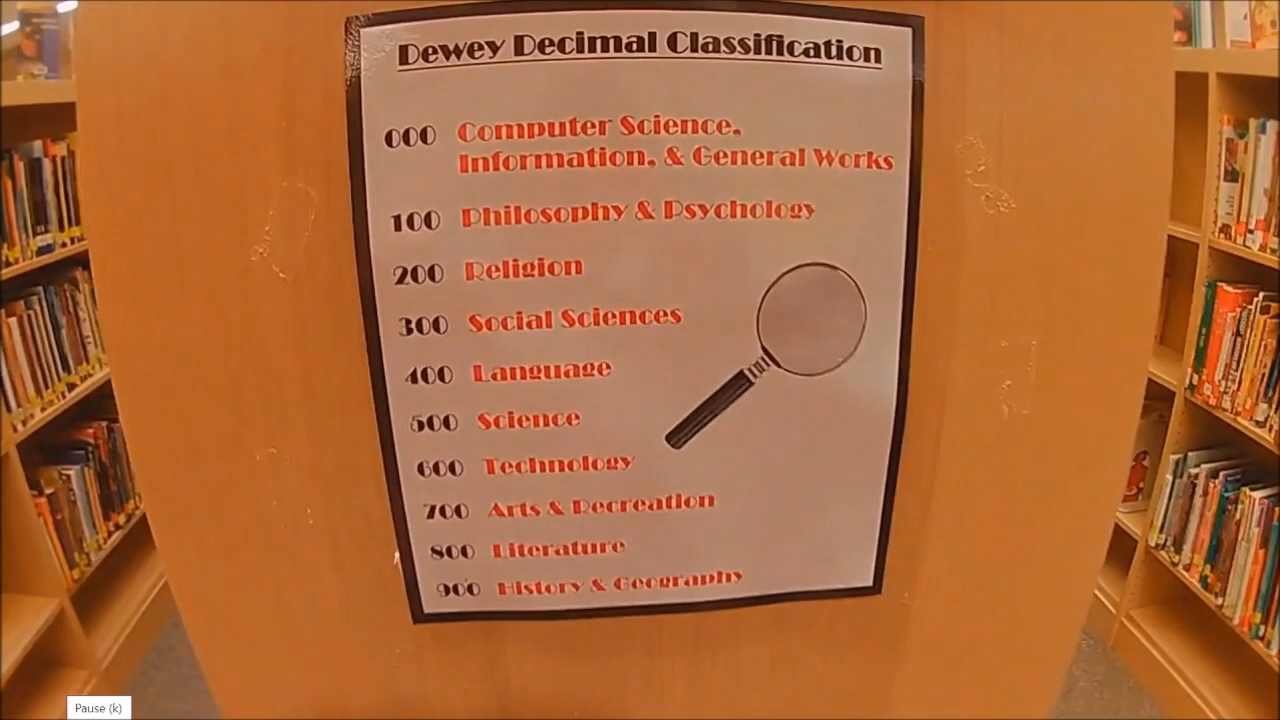 Dewey Decimal Classification
000 Computer Science,
Information, & General Works
100 Philosophy & Psychology
200 Religion
300 Social Sciences
400 Language
500 Science
600 Technology
700 Arts & Recreation
800 Literature
900 History & Geography
Pause (k)